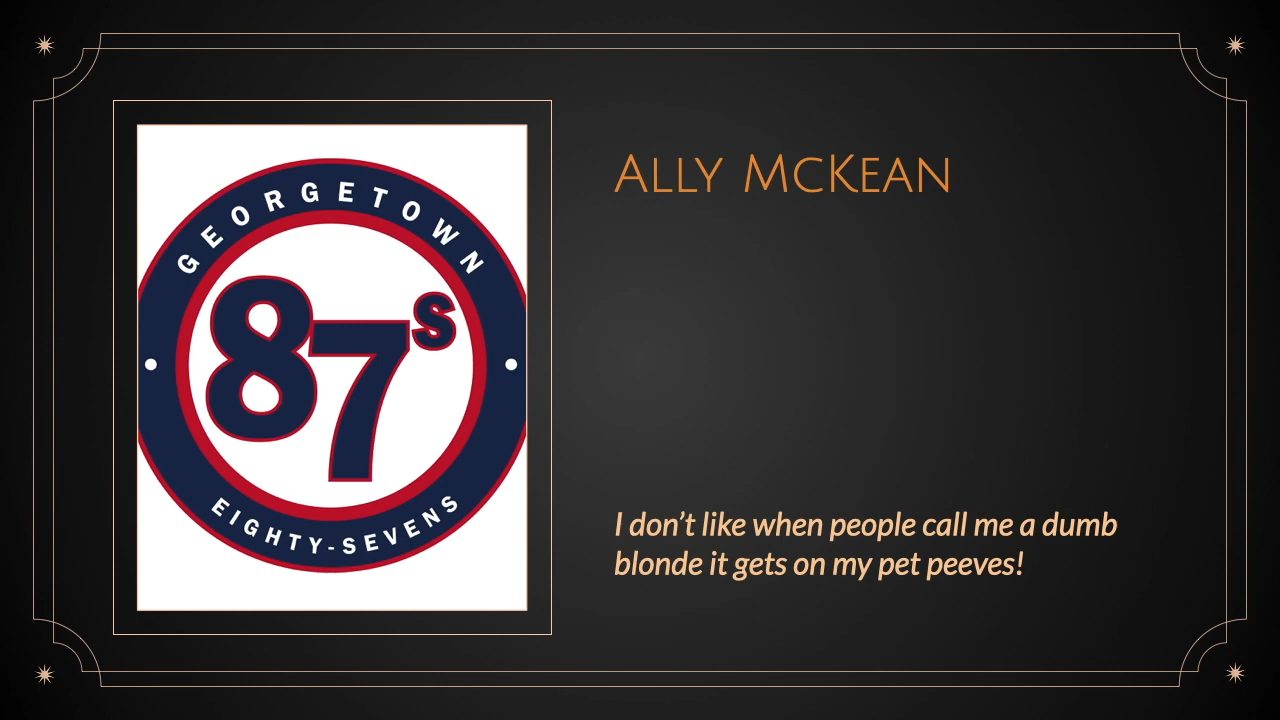 GEORGETOWN
87s
EIGHTY-SEVENS
Ally McKean
I don't like when people call me a dumb
blonde it gets on my pet peeves!